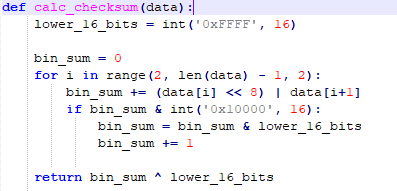 def calc_checksum(data):
    lower_16_bits = int('0xFFFF', 16)

    bin_sum = 0
    for i in range(2, len(data) - 1, 2):
        bin_sum += (data[i] << 8) | data[i+1]
        if bin_sum & int('0x10000', 16):
            bin_sum = bin_sum & lower_16_bits
            bin_sum += 1

    return bin_sum ^ lower_16_bits